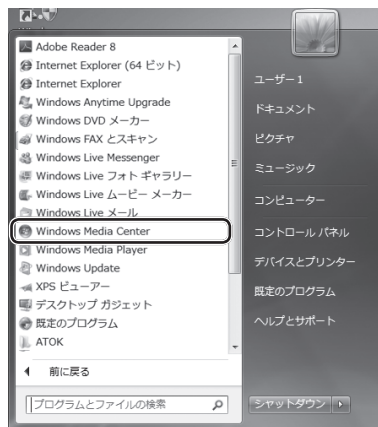 Adobe Reader 8
Internet Explorer (64 ビット)
Internet Explorer
Windows Anytime Upgrade
Windows DVD メーカー
Windows FAX とスキャン
Windows Live Messenger
Windows Live フォト ギャラリー
Windows Live ムービー メーカー
Windows Live メール
Windows Media Center
Windows Media Player
Windows Update
XPS ビューアー
デスクトップ ガジェット
既定のプログラム
ATOK
前に戻る
プログラムとファイルの検索
ユーザー1
ドキュメント
ピクチャ
ミュージック
コンピューター
コントロール パネル
デバイスとプリンター
既定のプログラム
ヘルプとサポート
シャットダウン